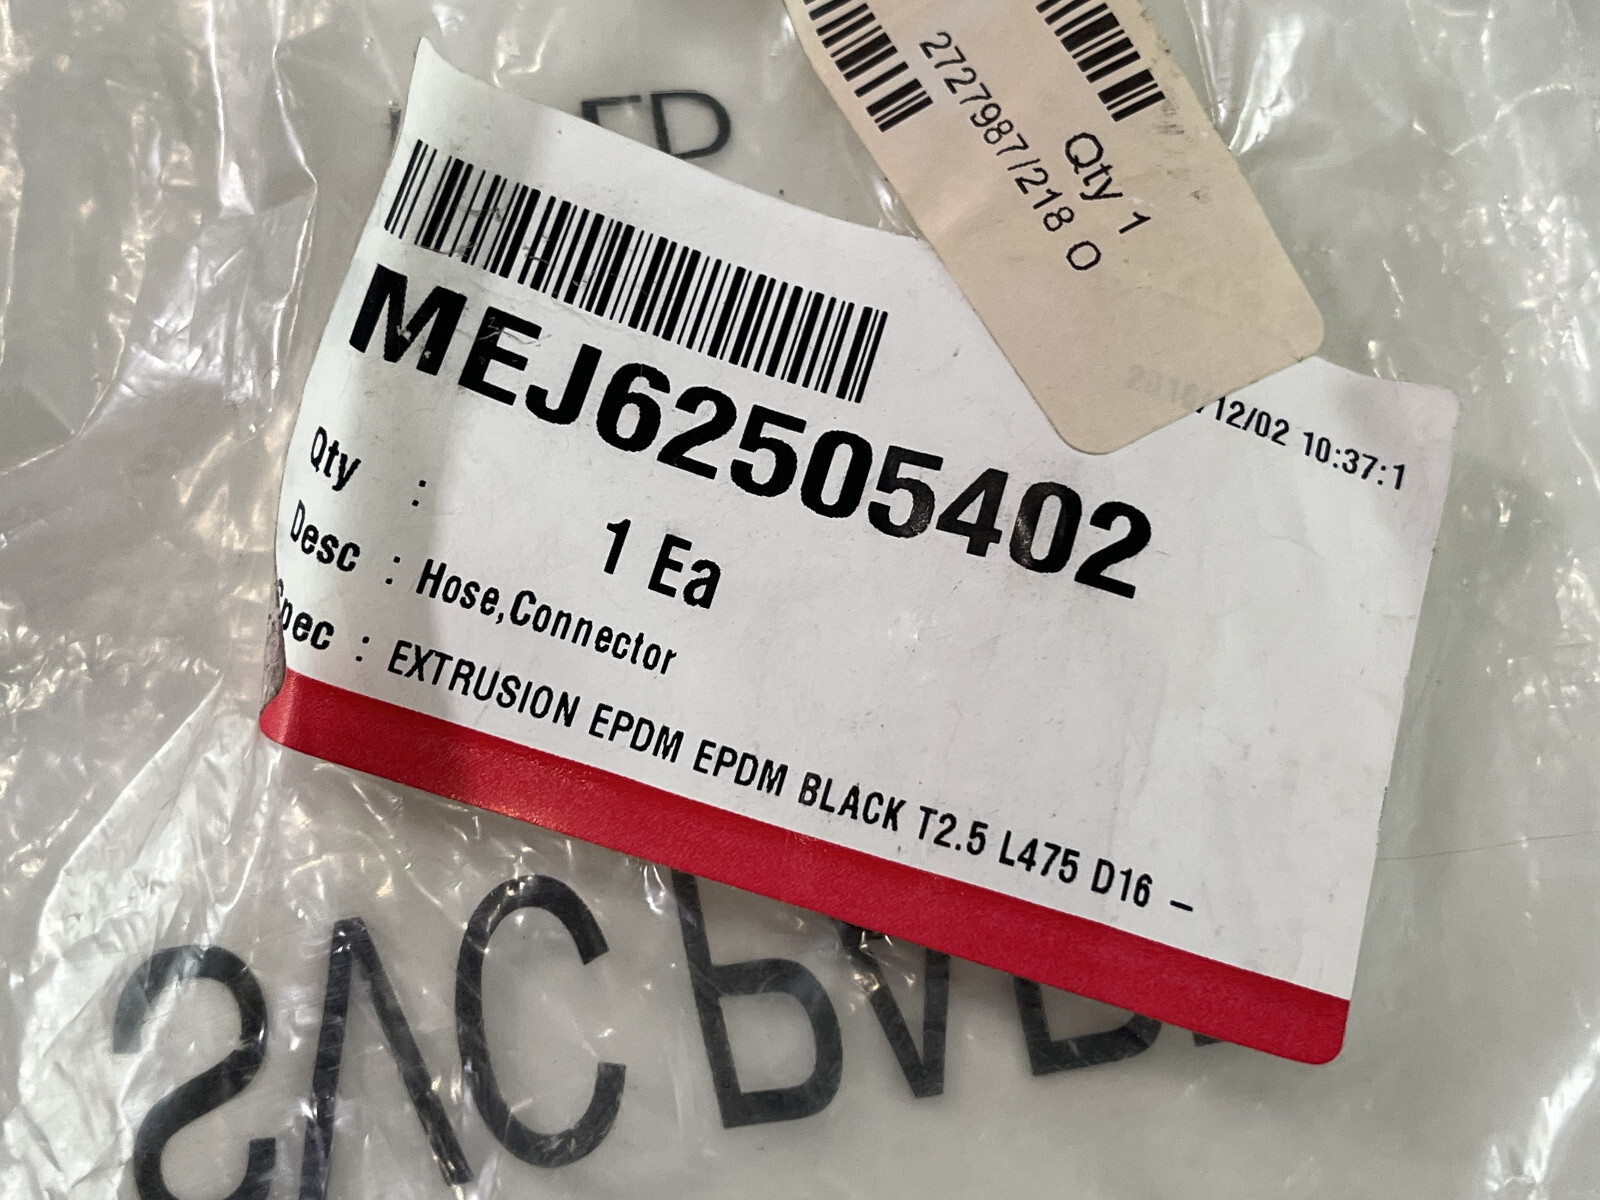 2727987/218 O
Qty 1
/12/02 10:37:1
MEJ62505402
Qty : 1 Ea
Desc : Hose,Connector
Spec : EXTRUSION EPDM EPDM BLACK T2.5 L475 D16 –